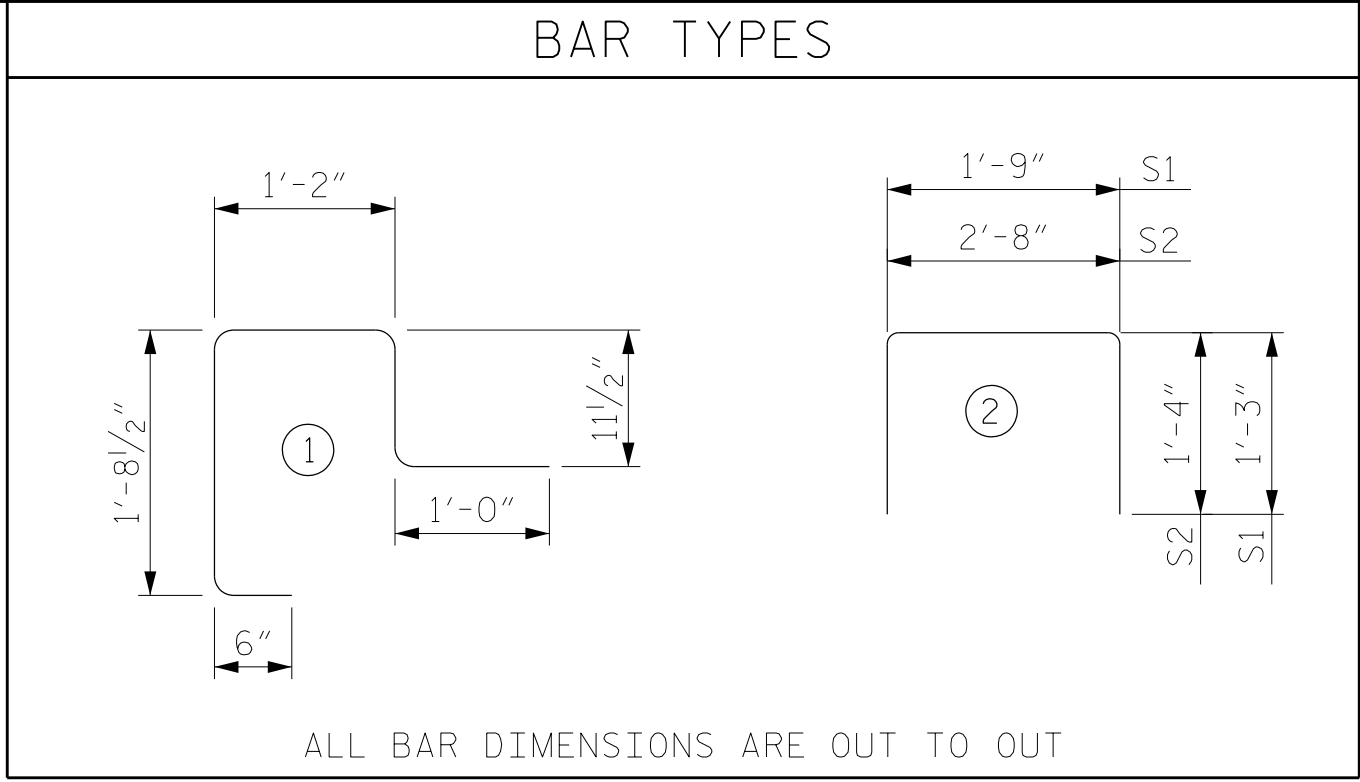 BAR TYPES
1'-2"
1'-8 1/2"
1
11 1/2"
1'-0"
6"
1'-9" S1
2'-8" S2
2
1'-4"
1'-3"
S2
S1
ALL BAR DIMENSIONS ARE OUT TO OUT